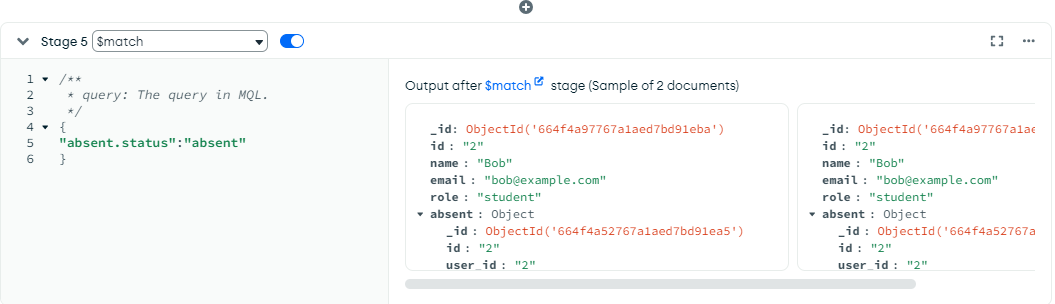 Stage 5 $match
Output after $match stage (Sample of 2 documents)
1 /**
2 * query: The query in MQL.
3 */
4 {
5 "absent.status":"absent"
6 }
_id: ObjectId('664f4a97767a1aed7bd91eba')
id : "2"
name : "Bob"
email : "bob@example.com"
role : "student"
absent : Object
_id : ObjectId('664f4a52767a1aed7bd91ea5')
id : "2"
user_id : "2"
_id: ObjectId('664f4a97767a1ae
id : "2"
name : "Bob"
email : "bob@example.com"
role : "student"
absent : Object
_id : ObjectId('664f4a52767a
id : "2"
user_id : "2"